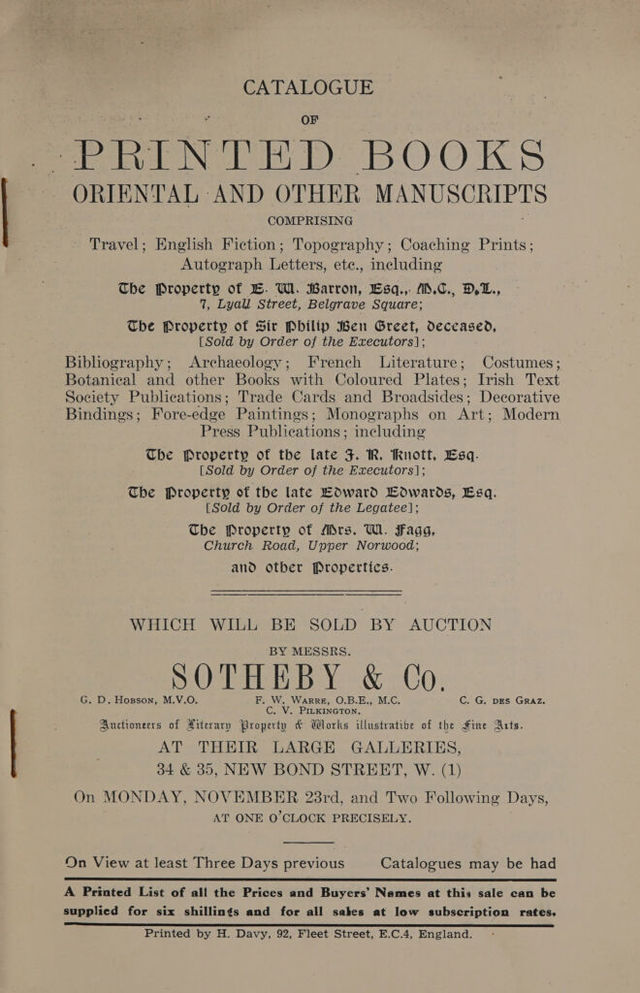 CATALOGUE
OF
PRINTED BOOKS
ORIENTAL AND OTHER MANUSCRIPTS
COMPRISING
Travel; English Fiction; Topography; Coaching Prints;
Autograph Letters, etc., including
The Property of E. W. Barron, Esq., M.C., D.L.,
7, Lyall Street, Belgrave Square;
The Property of Sir Philip Ben Greet, deceased,
[Sold by Order of the Executors];
Bibliography; Archaeology; French Literature; Costumes;
Botanical and other Books with Coloured Plates; Irish Text
Society Publications; Trade Cards and Broadsides; Decorative
Bindings; Fore-edge Paintings; Monographs on Art; Modern
Press Publications; including
The Property of the late J. R. Knott, Esq.
[Sold by Order of the Executors];
The Property of the late Edward Edwards, Esq.
[Sold by Order of the Legatee];
The Property of Mrs. W. Fagg,
Church Road, Upper Norwood;
and other Properties.
WHICH WILL BE SOLD BY AUCTION
BY MESSRS.
SOTHEBY & Co.
G. D. Hobson, M.V.O. F. W. Warre, O.B.E., M.C. C. G. des Graz.
C. V. Pilkington.
Auctioneers of Literary Property & Works illustrative of the Fine Arts.
AT THEIR LARGE GALLERIES,
34 & 35, NEW BOND STREET, W. (1)
On MONDAY, NOVEMBER 23rd, and Two Following Days,
AT ONE O'CLOCK PRECISELY.
On View at least Three Days previous Catalogues may be had
A Printed List of all the Prices and Buyers' Names at this sale can be
supplied for six shillings and for all sales at low subscription rates.
Printed by H. Davy, 92, Fleet Street, E.C.4, England.